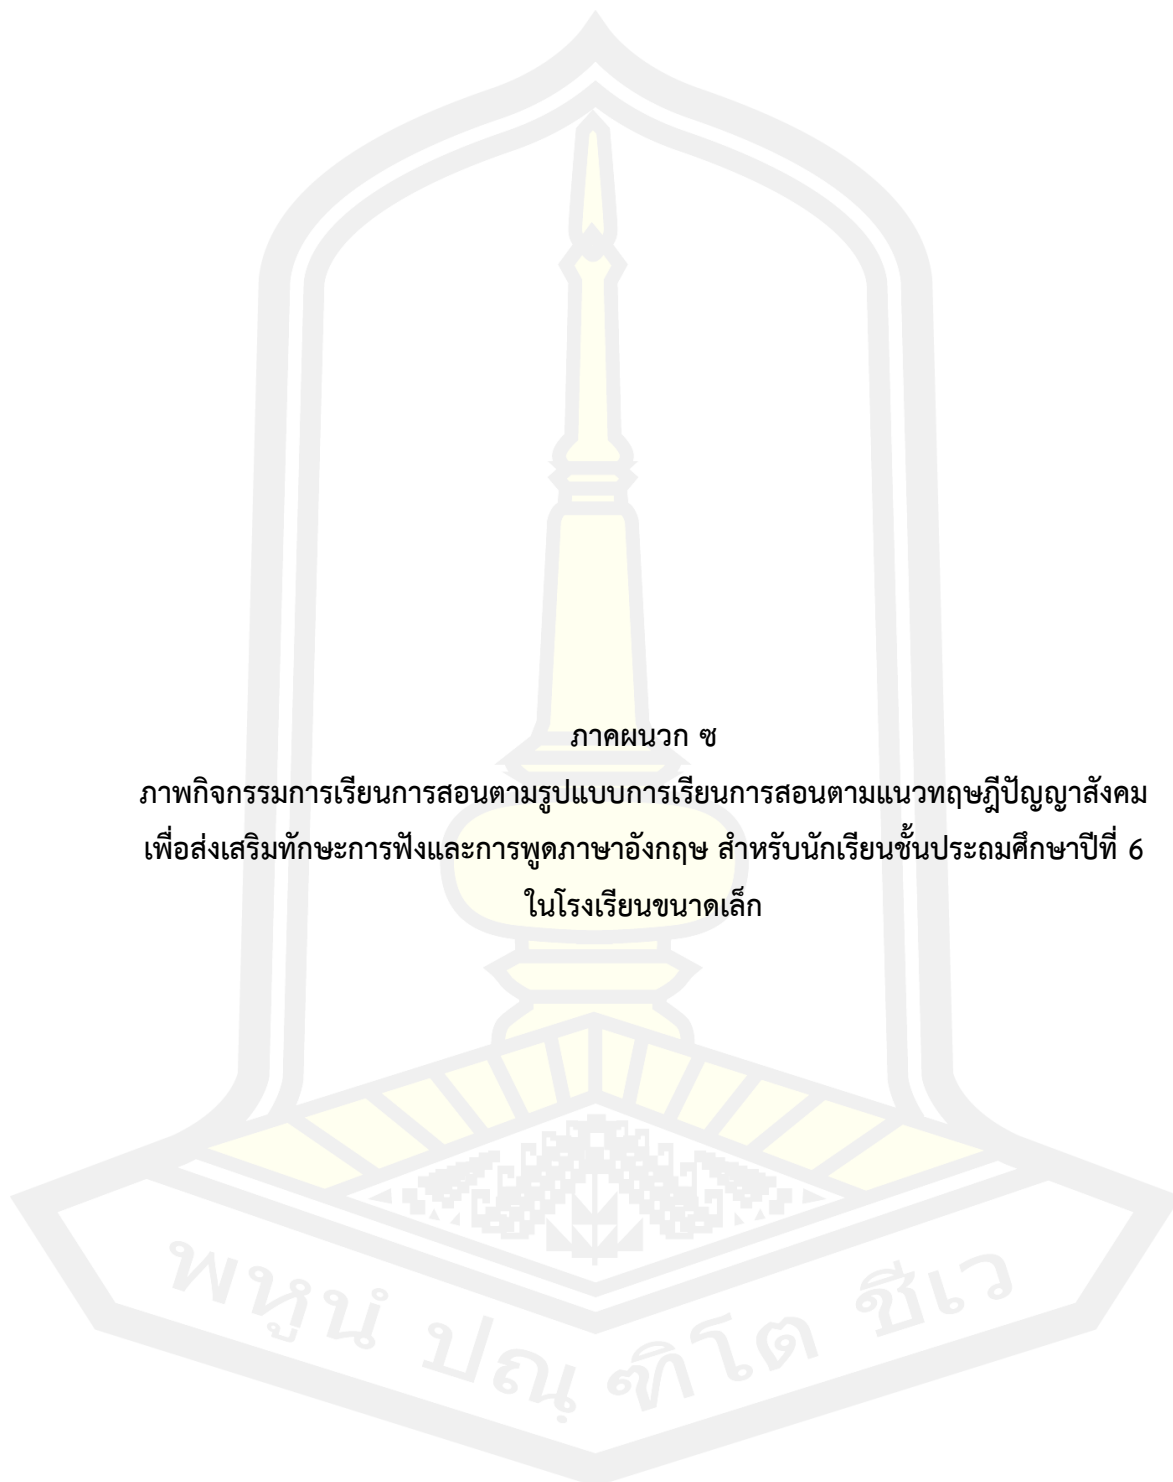 ภาคผนวก ซ
ภาพกิจกรรมการเรียนการสอนตามรูปแบบการเรียนการสอนตามแนวทฤษฎีปัญญาสังคม
เพื่อส่งเสริมทักษะการฟังและการพูดภาษาอังกฤษ สำหรับนักเรียนชั้นประถมศึกษาปีที่ 6
ในโรงเรียนขนาดเล็ก
พหูนํ ปณฺ ฑิโต ชีเว